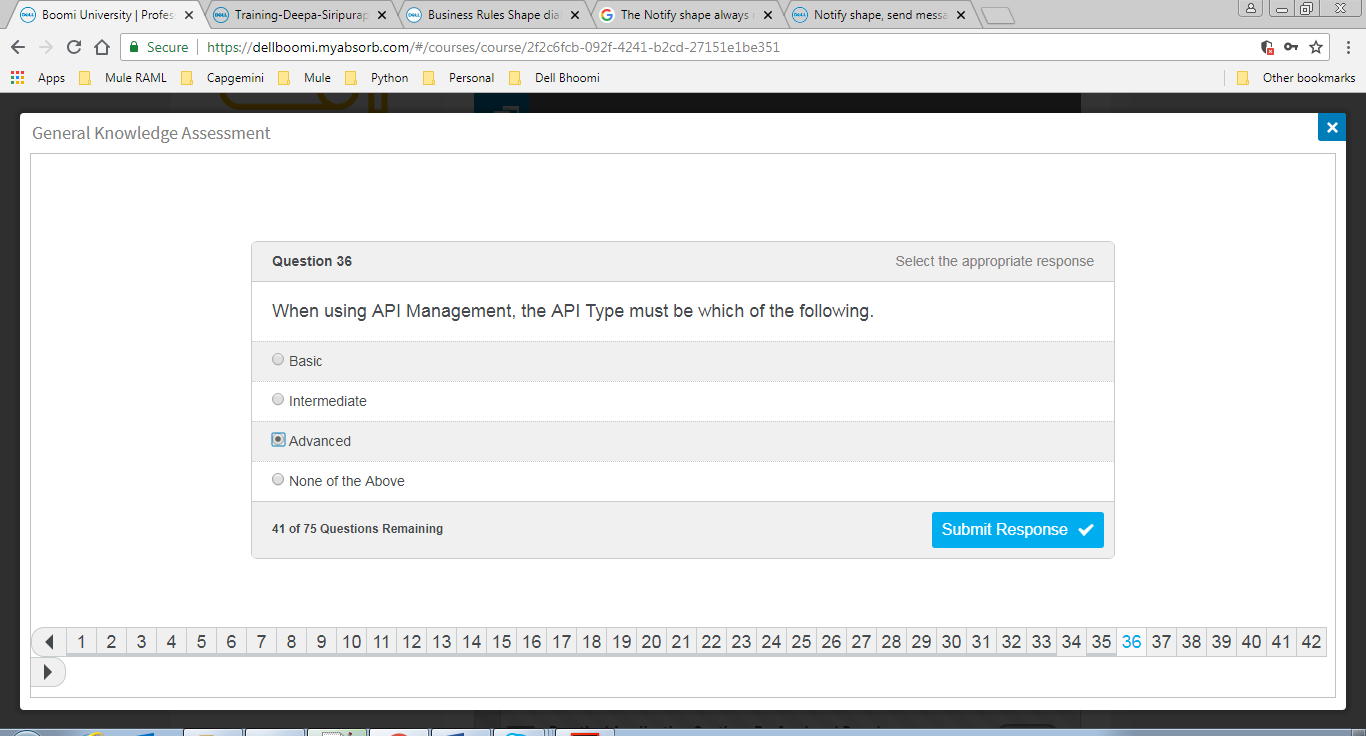 Boomi University | Profes
Training-Deepa-Siripurap
Business Rules Shape dia
The Notify shape always
Notify shape, send messa
Secure
https://dellboomi.myabsorb.com/#/courses/course/2f2c6fcb-092f-4241-b2cd-27151e1be351
Apps Mule RAML Capgemini Mule Python Personal Dell Bhoomi Other bookmarks
General Knowledge Assessment
Question 36 Select the appropriate response
When using API Management, the API Type must be which of the following.
Basic
Intermediate
Advanced
None of the Above
41 of 75 Questions Remaining Submit Response
1 2 3 4 5 6 7 8 9 10 11 12 13 14 15 16 17 18 19 20 21 22 23 24 25 26 27 28 29 30 31 32 33 34 35 36 37 38 39 40 41 42